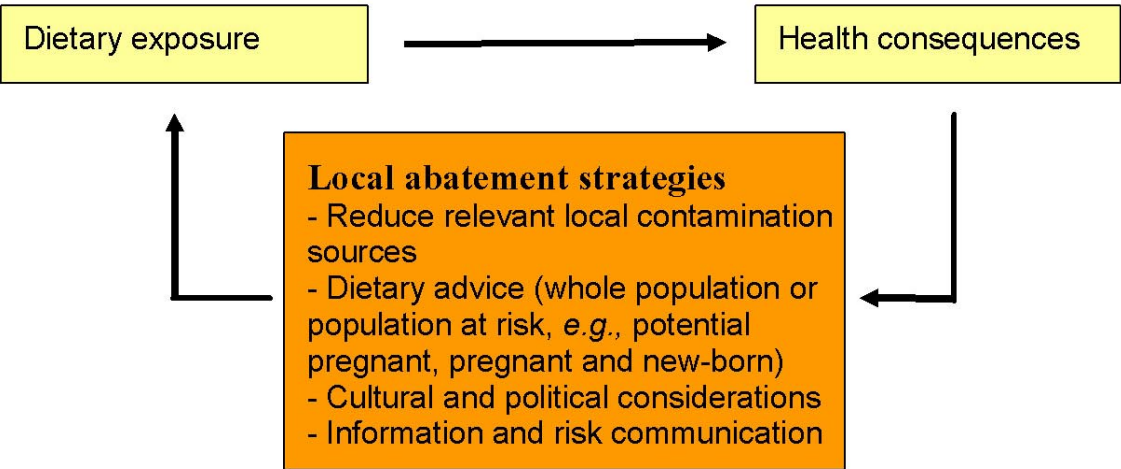 Dietary exposure
Health consequences
Local abatement strategies
- Reduce relevant local contamination
sources
- Dietary advice (whole population or
population at risk, e.g., potential
pregnant, pregnant and new-born)
- Cultural and political considerations
- Information and risk communication